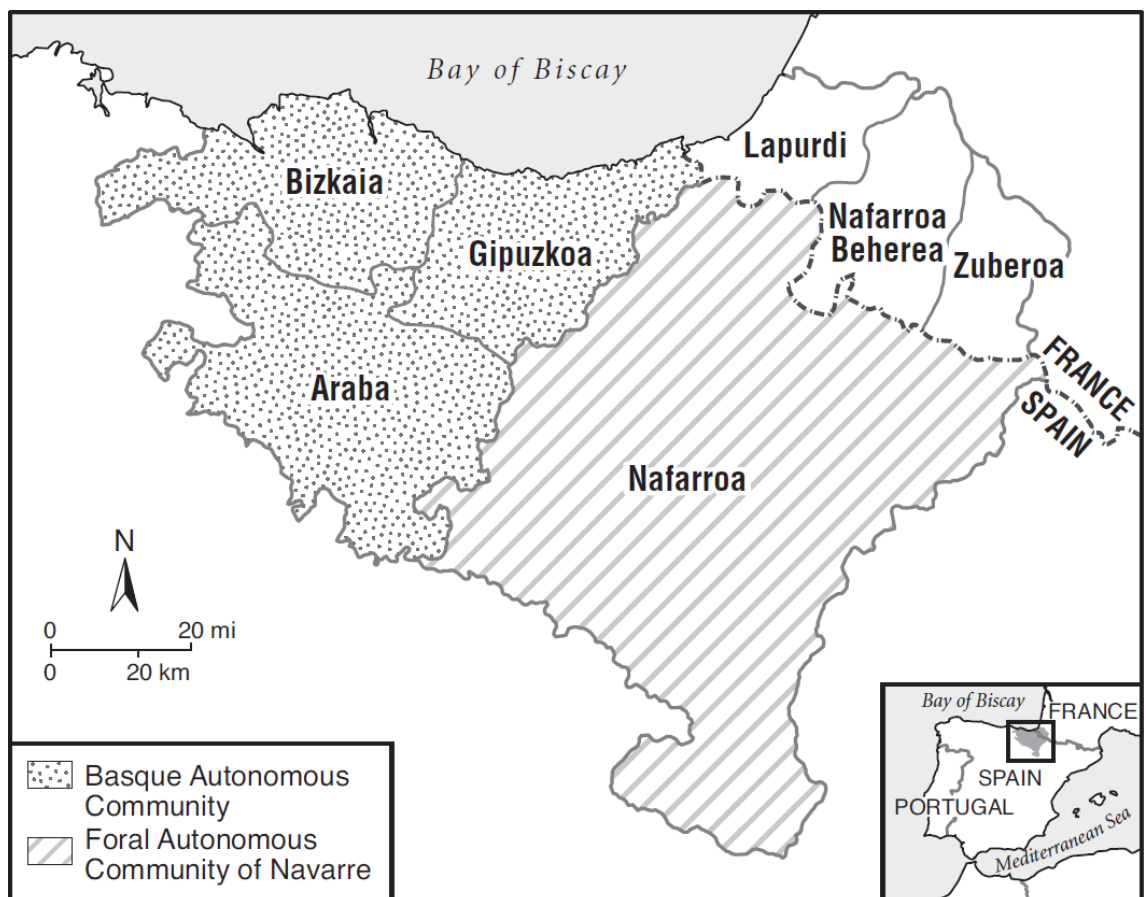 Bay of Biscay
Lapurdi
Bizkaia
Nafarroa
Beherea
Gipuzkoa
Zuberoa
FRANCE
SPAIN
Araba
Nafarroa
N
0 20 mi
0 20 km
Basque Autonomous
Community
Foral Autonomous
Community of Navarre
Bay of Biscay
FRANCE
SPAIN
PORTUGAL
Mediterranean Sea